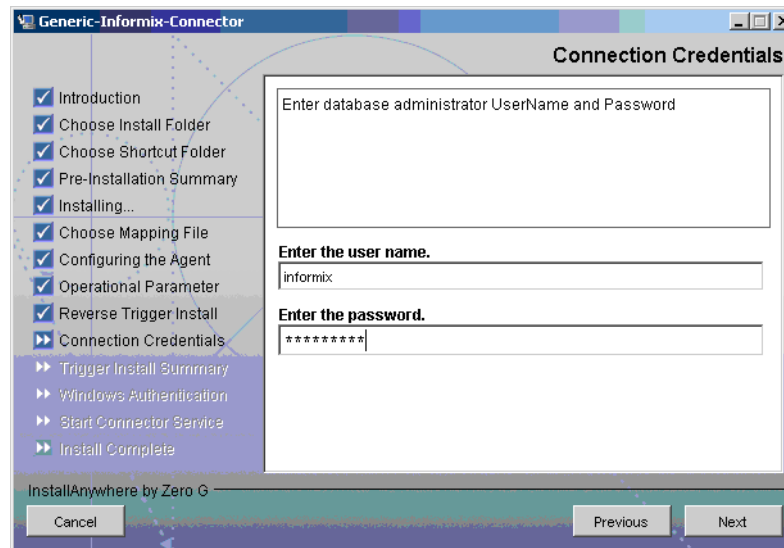 Generic-Informix-Connector
Connection Credentials
Introduction
Choose Install Folder
Choose Shortcut Folder
Pre-Installation Summary
Installing...
Choose Mapping File
Configuring the Agent
Operational Parameter
Reverse Trigger Install
Connection Credentials
Trigger Install Summary
Windows Authentication
Start Connector Service
Install Complete
Enter database administrator UserName and Password
Enter the user name.
informix
Enter the password.
*********
InstallAnywhere by Zero G
Cancel
Previous
Next